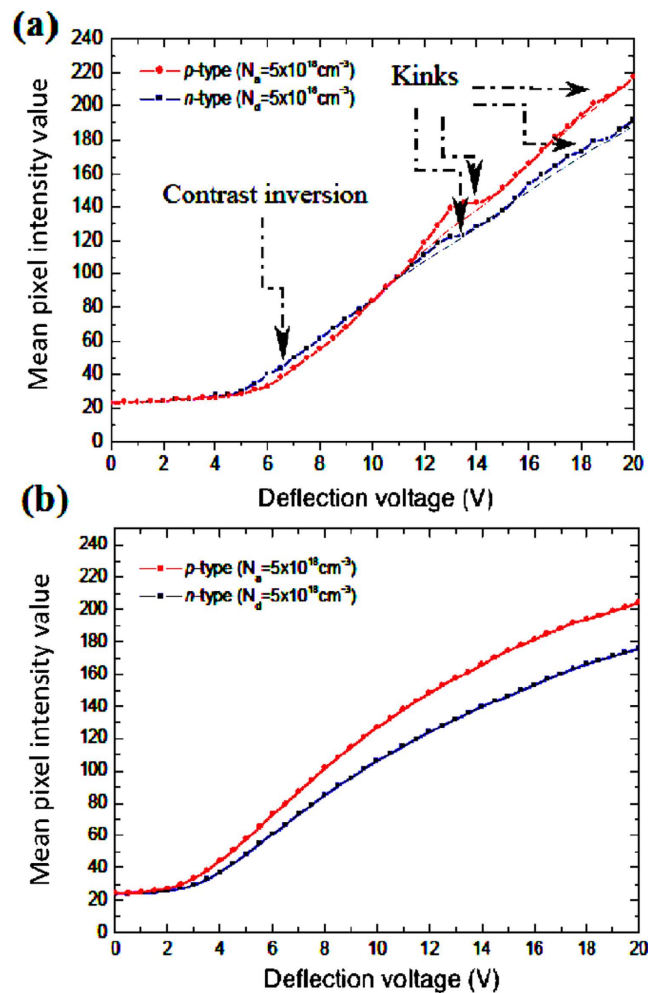 (a)
240
220
200
180
160
140
120
100
80
60
40
20
0
p-type (Nₐ=5x10¹⁸cm⁻³)
n-type (N_d=5x10¹⁸cm⁻³)
Kinks
Contrast inversion
Mean pixel intensity value
0 2 4 6 8 10 12 14 16 18 20
Deflection voltage (V)
(b)
240
220
200
180
160
140
120
100
80
60
40
20
0
p-type (Nₐ=5x10¹⁸cm⁻³)
n-type (N_d=5x10¹⁸cm⁻³)
Mean pixel intensity value
0 2 4 6 8 10 12 14 16 18 20
Deflection voltage (V)